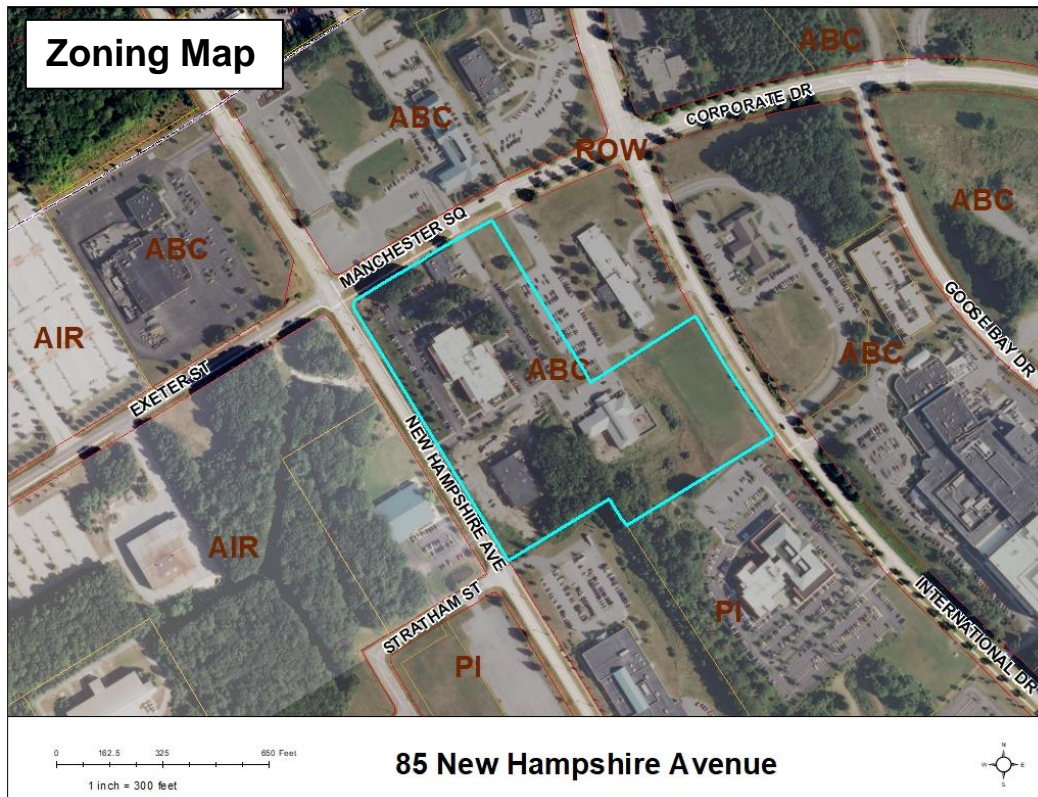 Zoning Map
ABC
ABC
CORPORATE DR
ROW
ABC
ABC
MANCHESTER SQ
AIR
GOOSE BAY DR
ABC
ABC
EXETER ST
NEW HAMPSHIRE AVE
AIR
STRATHAM ST
PI
PI
INTERNATIONAL DR
0 162.5 325 650 Feet
1 inch = 300 feet
85 New Hampshire Avenue
N
W E
S